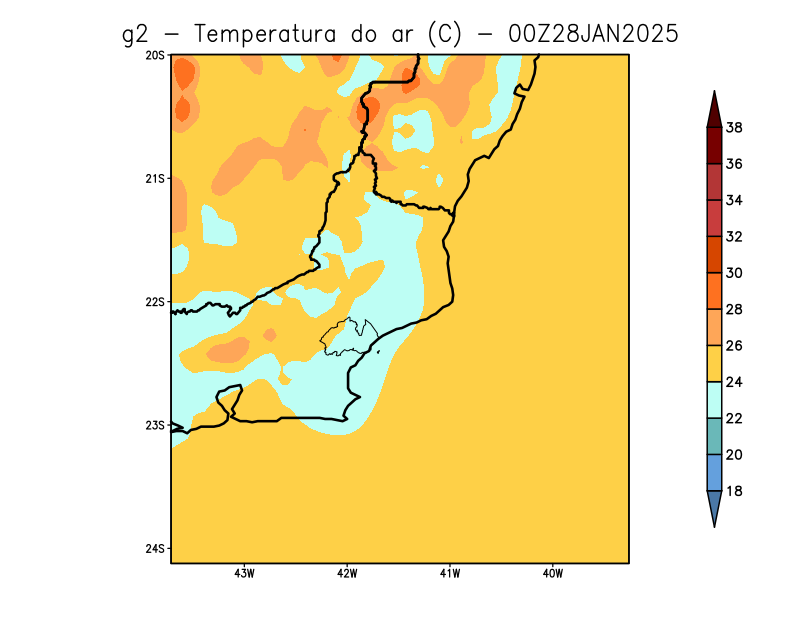 g2 — Temperatura do ar (C) — 00Z28JAN2025
20S
21S
22S
23S
24S
43W
42W
41W
40W
38
36
34
32
30
28
26
24
22
20
18